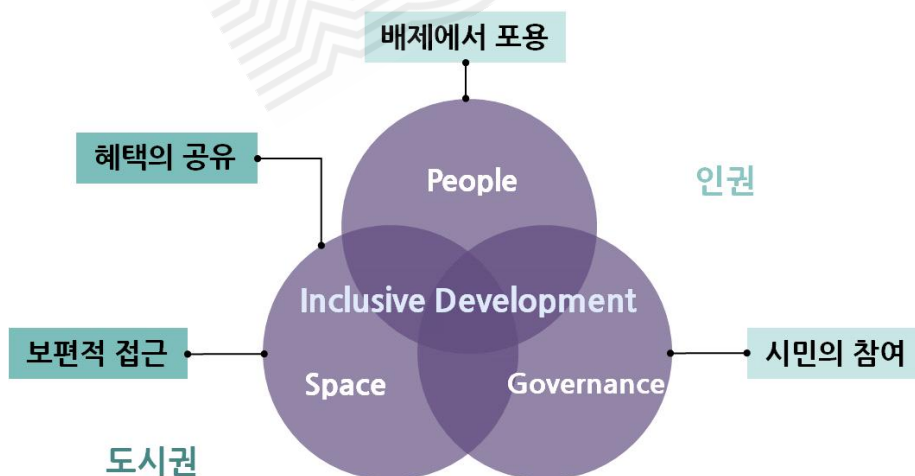 배제에서 포용
혜택의 공유
People
인권
Inclusive Development
보편적 접근
시민의 참여
Space
Governance
도시권